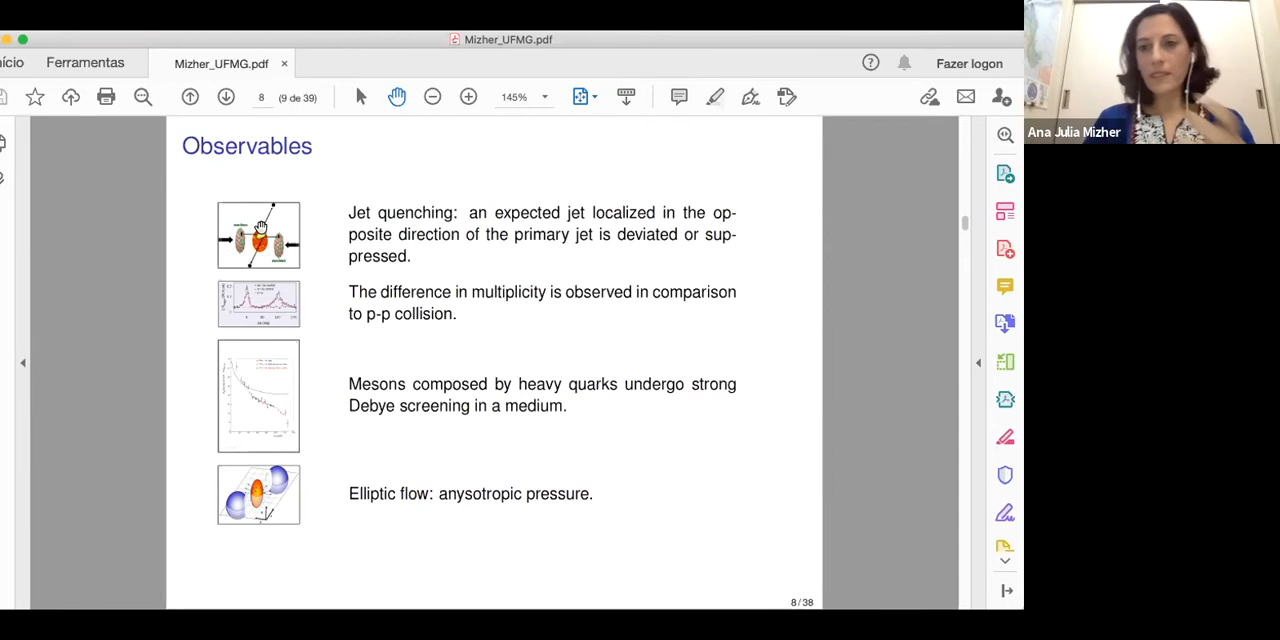 Mizher_UFMG.pdf
nício
Ferramentas
Mizher_UFMG.pdf ×
Fazer logon
8 (9 de 39)
145%
Observables
Jet quenching: an expected jet localized in the op-
posite direction of the primary jet is deviated or sup-
pressed.
The difference in multiplicity is observed in comparison
to p-p collision.
Mesons composed by heavy quarks undergo strong
Debye screening in a medium.
Elliptic flow: anysotropic pressure.
8/38
Ana Julia Mizher